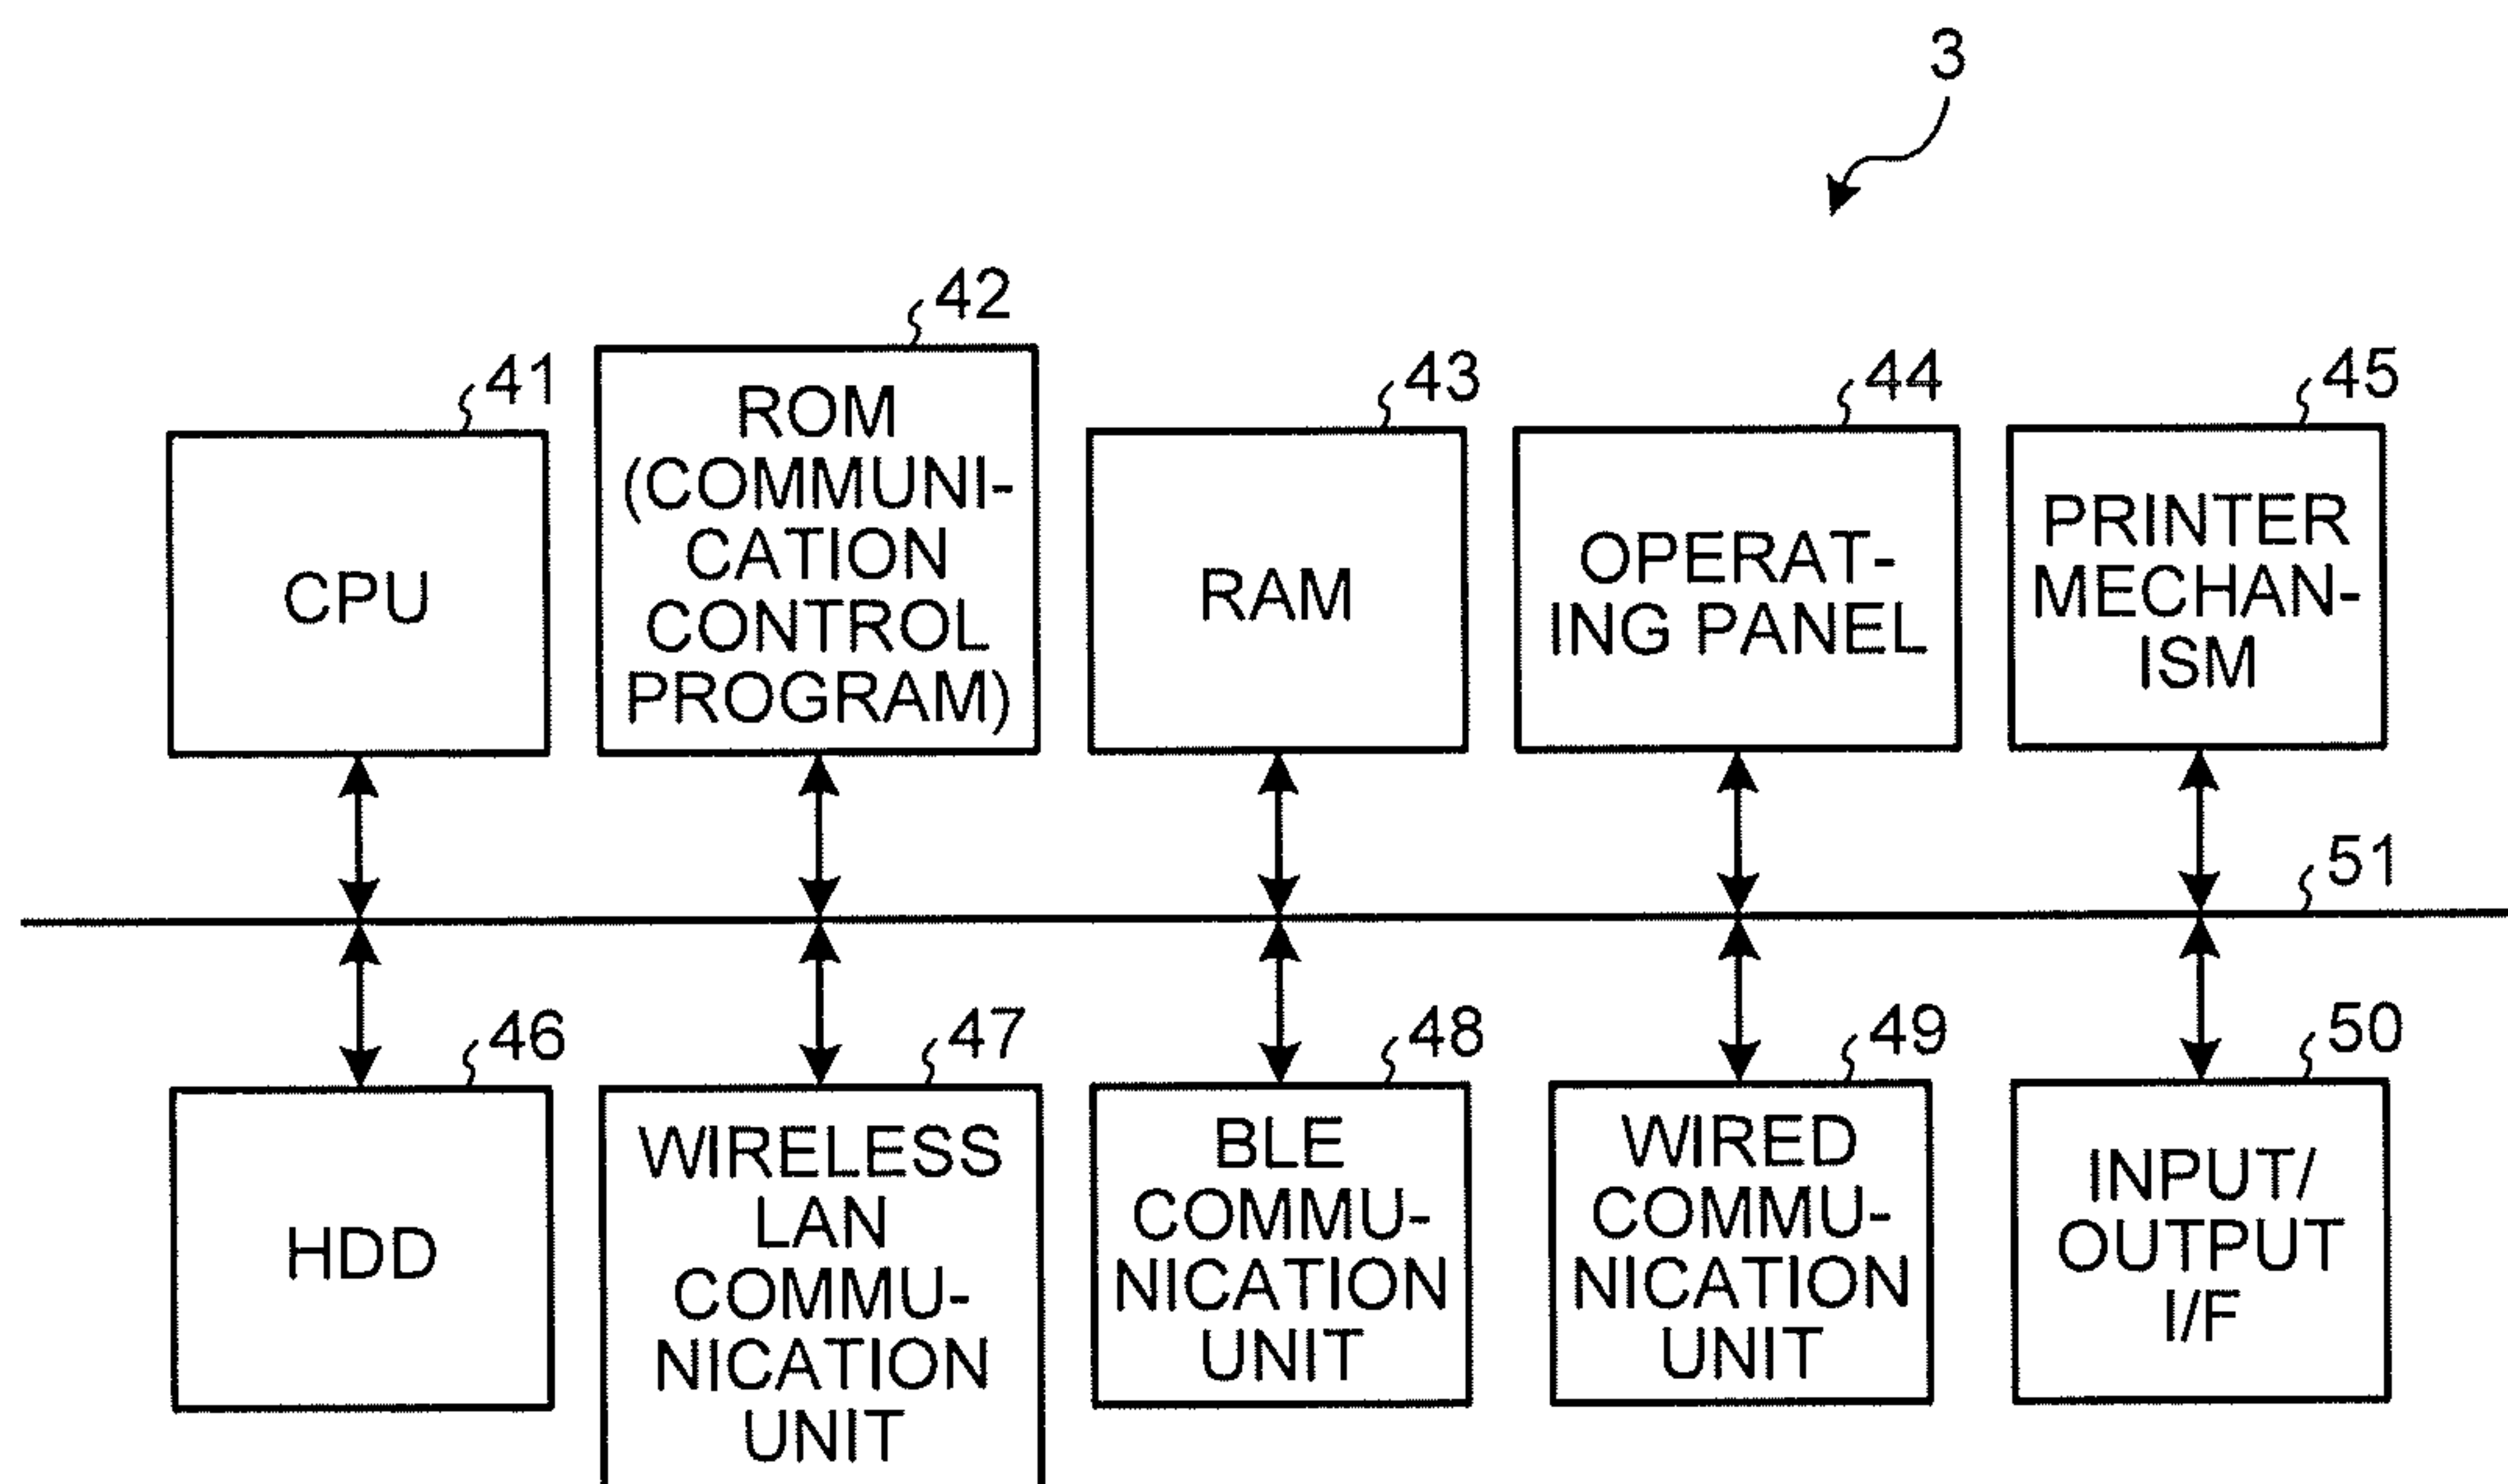 3
41
CPU
42
ROM
(COMMUNI-
CATION
CONTROL
PROGRAM)
43
RAM
44
OPERAT-
ING PANEL
45
PRINTER
MECHAN-
ISM
51
46
HDD
47
WIRELESS
LAN
COMMU-
NICATION
UNIT
48
BLE
COMMU-
NICATION
UNIT
49
WIRED
COMMU-
NICATION
UNIT
50
INPUT/
OUTPUT
I/F